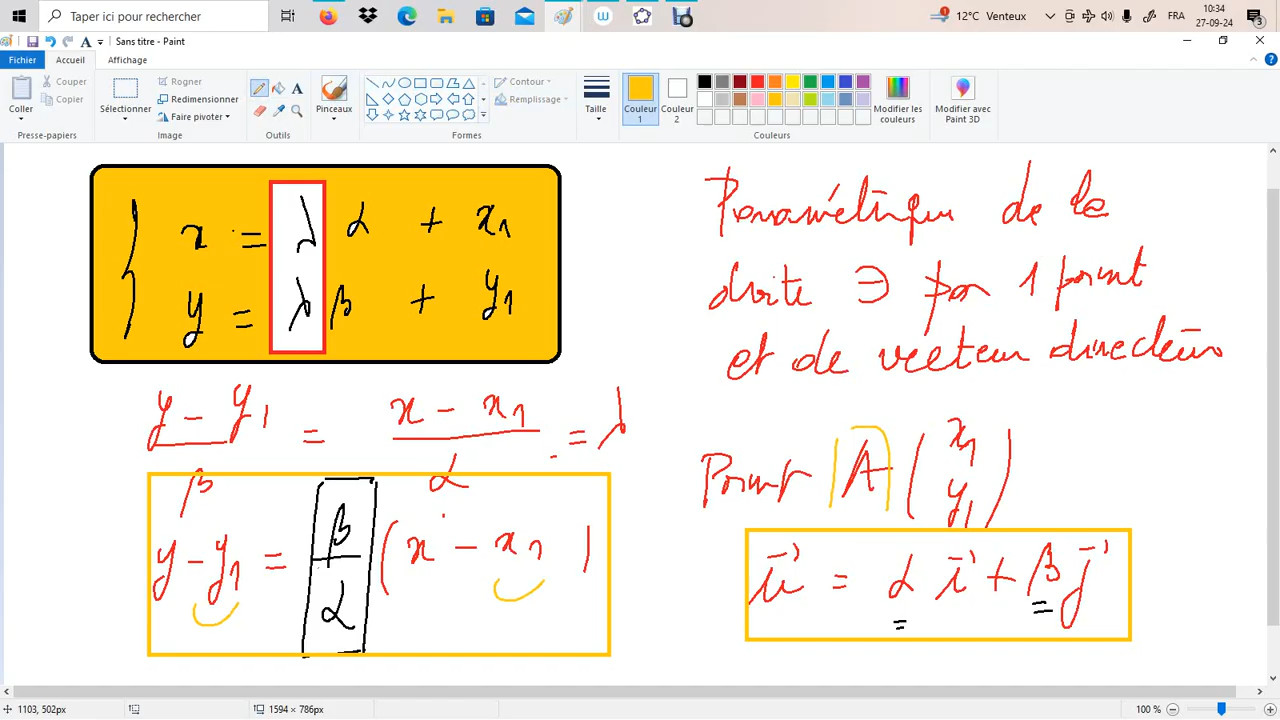 Taper ici pour rechercher
12°C Venteux
FRA
10:34
27-09-24
3
Sans titre - Paint
Fichier
Accueil
Affichage
Coller
Couper
Copier
Presse-papiers
Sélectionner
Rogner
Redimensionner
Faire pivoter
Image
A
Outils
Pinceaux
Contour
Remplissage
Formes
Taille
Couleur 1
Couleur 2
Modifier les couleurs
Couleurs
Modifier avec Paint 3D
x = λ α + x1
y = λ β + y1
Paramétrique de la
droite ∋ par 1 point
et de vecteur directeur
(y - y1)/β = (x - x1)/α = λ
Point A (x1 y1)
y - y1 = β/α (x - x1)
u = α i + β j
1103, 502px
1594 × 786px
100 %